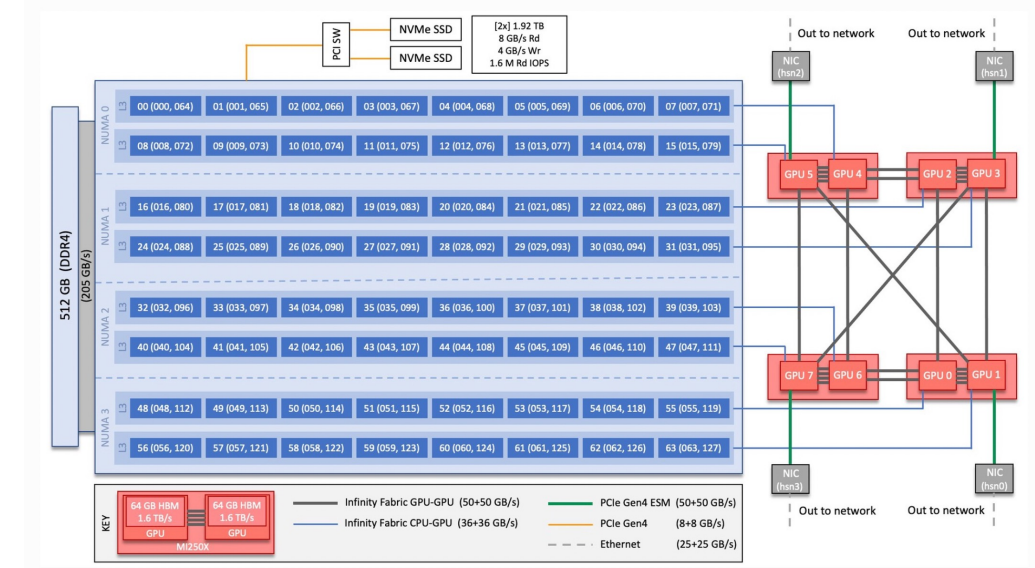 [2x] 1.92 TB
8 GB/s Rd
4 GB/s Wr
1.6 M Rd IOPS
NVMe SSD
NVMe SSD
PCI SW
Out to network
Out to network
NIC
(hsn2)
NIC
(hsn1)
512 GB (DDR4)
(205 GB/s)
NUMA 0
L3
00 (000, 064) 01 (001, 065) 02 (002, 066) 03 (003, 067) 04 (004, 068) 05 (005, 069) 06 (006, 070) 07 (007, 071)
L3
08 (008, 072) 09 (009, 073) 10 (010, 074) 11 (011, 075) 12 (012, 076) 13 (013, 077) 14 (014, 078) 15 (015, 079)
NUMA 1
L3
16 (016, 080) 17 (017, 081) 18 (018, 082) 19 (019, 083) 20 (020, 084) 21 (021, 085) 22 (022, 086) 23 (023, 087)
L3
24 (024, 088) 25 (025, 089) 26 (026, 090) 27 (027, 091) 28 (028, 092) 29 (029, 093) 30 (030, 094) 31 (031, 095)
NUMA 2
L3
32 (032, 096) 33 (033, 097) 34 (034, 098) 35 (035, 099) 36 (036, 100) 37 (037, 101) 38 (038, 102) 39 (039, 103)
L3
40 (040, 104) 41 (041, 105) 42 (042, 106) 43 (043, 107) 44 (044, 108) 45 (045, 109) 46 (046, 110) 47 (047, 111)
NUMA 3
L3
48 (048, 112) 49 (049, 113) 50 (050, 114) 51 (051, 115) 52 (052, 116) 53 (053, 117) 54 (054, 118) 55 (055, 119)
L3
56 (056, 120) 57 (057, 121) 58 (058, 122) 59 (059, 123) 60 (060, 124) 61 (061, 125) 62 (062, 126) 63 (063, 127)
GPU 5 GPU 4 GPU 2 GPU 3
GPU 7 GPU 6 GPU 0 GPU 1
NIC
(hsn3)
NIC
(hsn0)
Out to network
Out to network
KEY
64 GB HBM
1.6 TB/s
GPU
64 GB HBM
1.6 TB/s
GPU
MI250X
Infinity Fabric GPU-GPU (50+50 GB/s)
Infinity Fabric CPU-GPU (36+36 GB/s)
PCIe Gen4 ESM (50+50 GB/s)
PCIe Gen4 (8+8 GB/s)
Ethernet (25+25 GB/s)